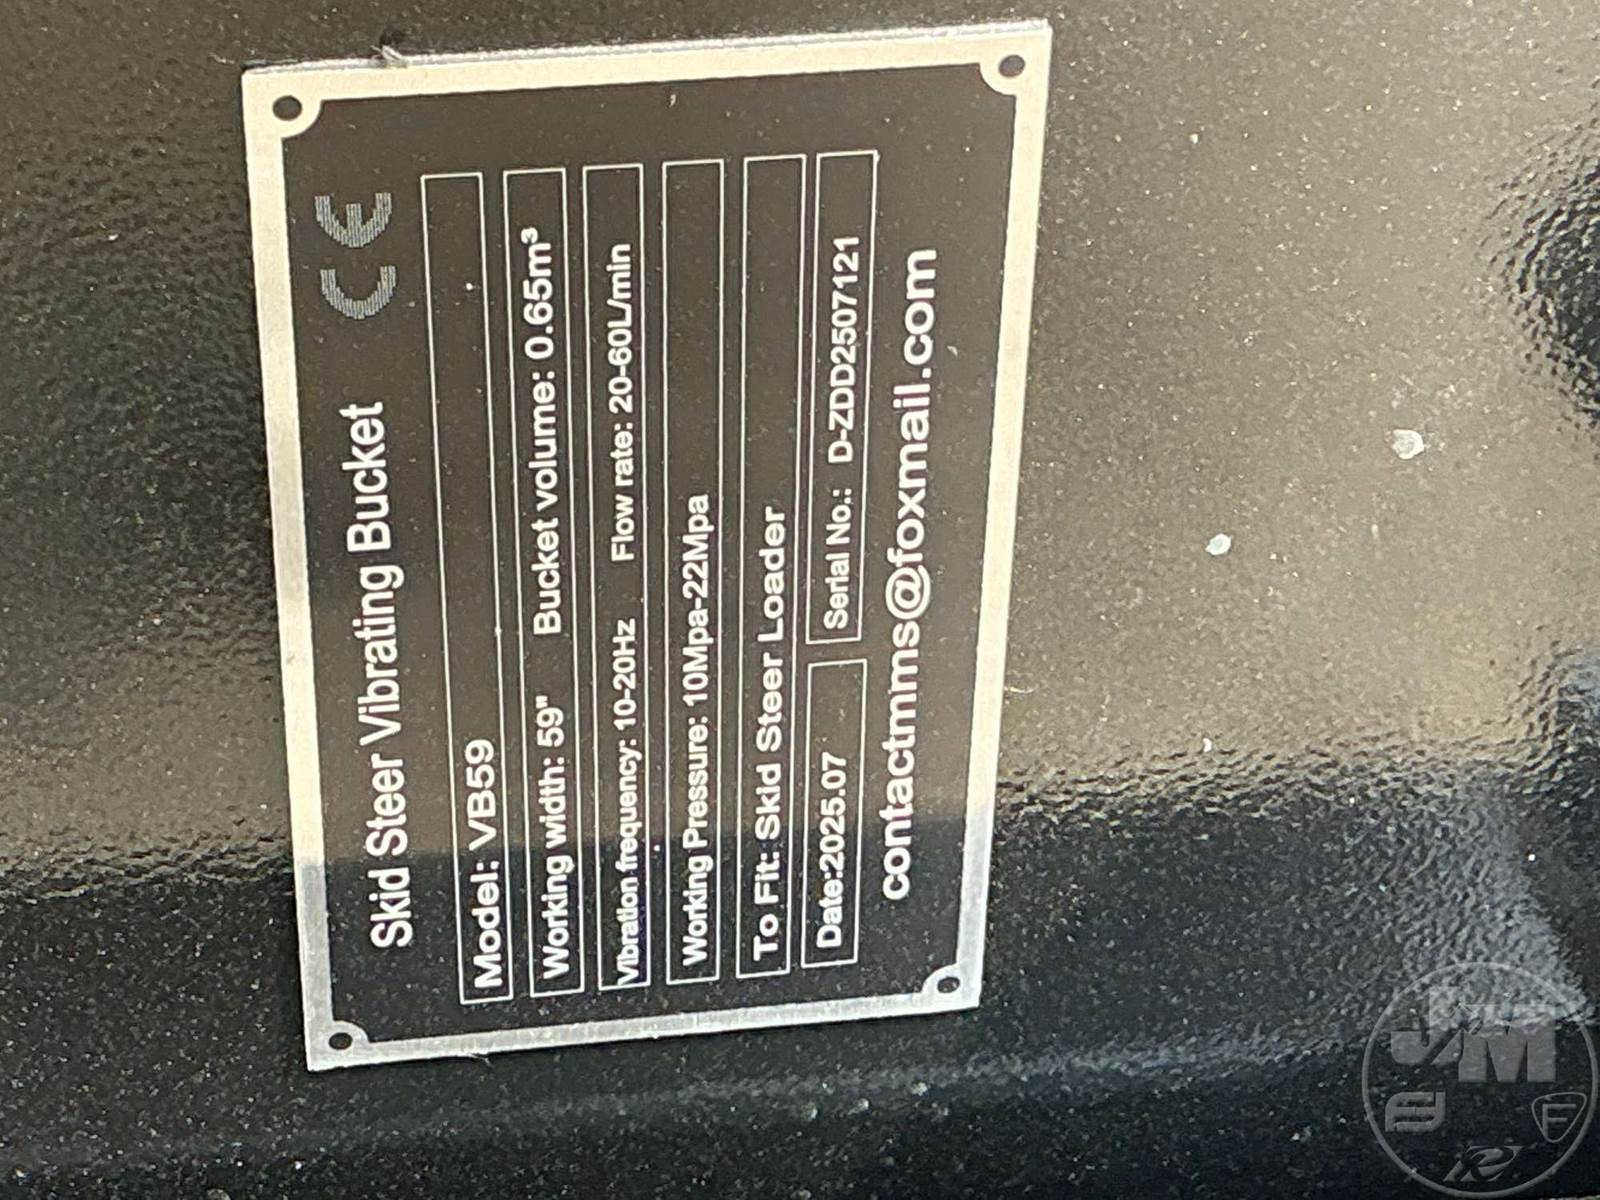 Skid Steer Vibrating Bucket CE
Model: VB59
Working width: 59" Bucket volume: 0.65m³
Vibration frequency: 10-20Hz Flow rate: 20-60L/min
Working Pressure: 10Mpa-22Mpa
To Fit: Skid Steer Loader
Date:2025.07 Serial No.: D-ZDD2507121
contactmnns@foxmail.com
JM
F